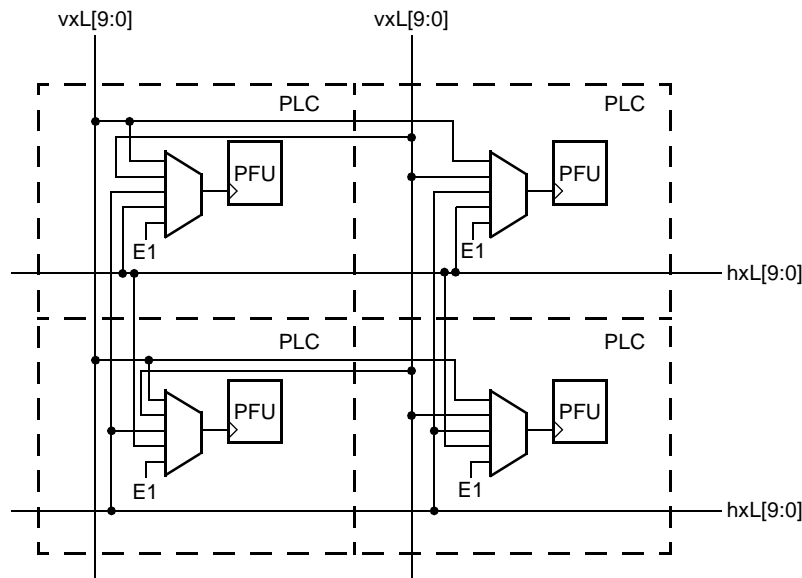 vxL[9:0] vxL[9:0]
PLC PLC
PFU PFU
E1 E1
hxL[9:0]
PLC PLC
PFU PFU
E1 E1
hxL[9:0]